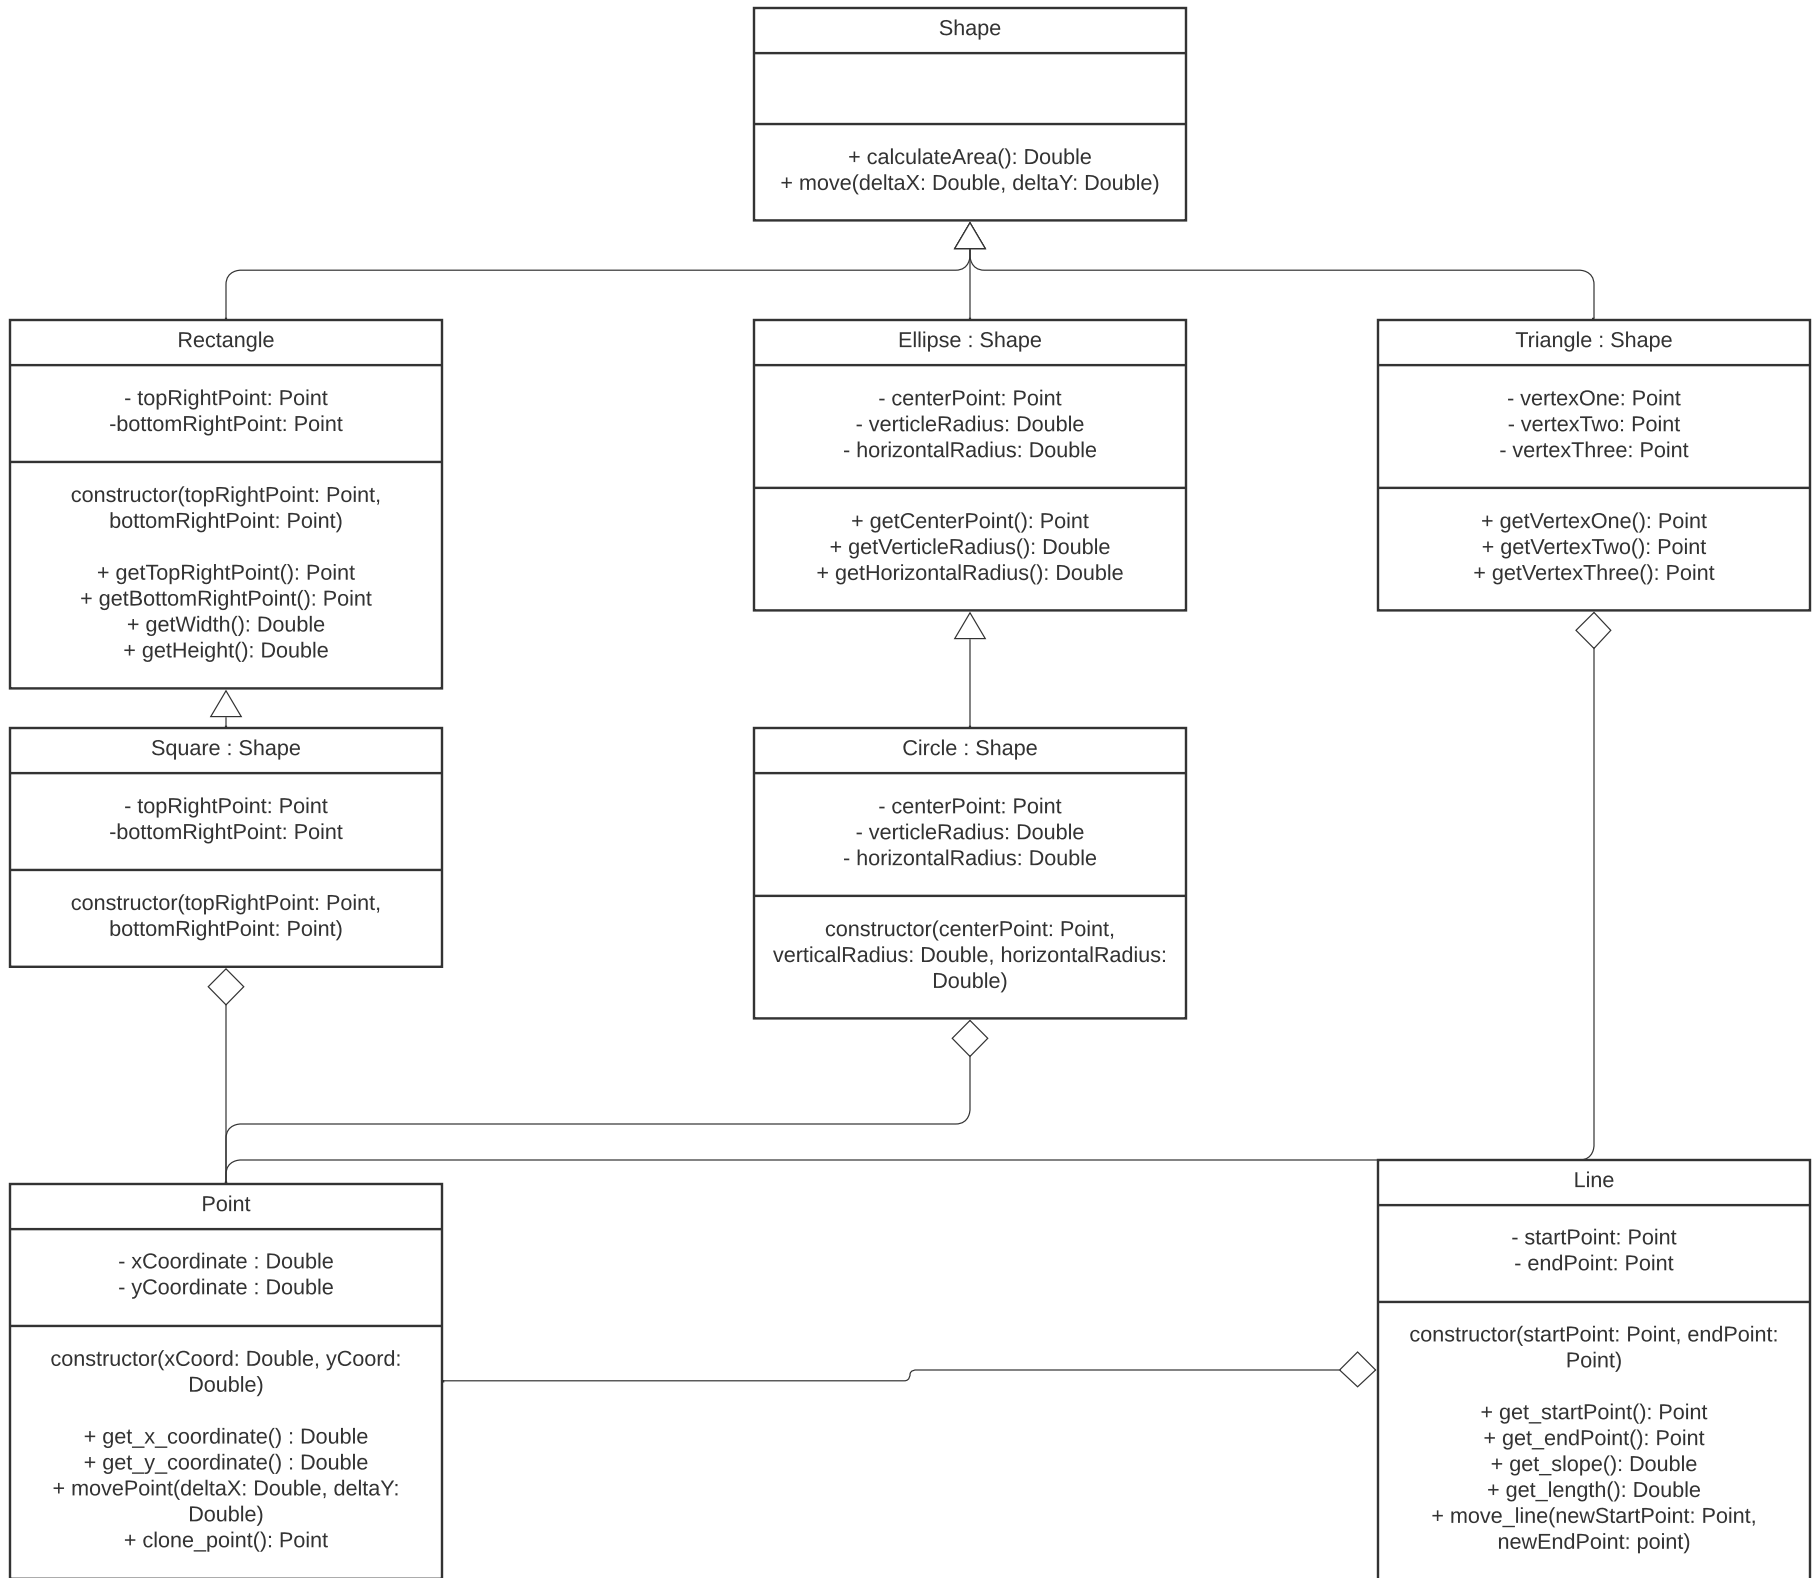 Shape
+ calculateArea(): Double
+ move(deltaX: Double, deltaY: Double)
Rectangle
- topRightPoint: Point
-bottomRightPoint: Point
constructor(topRightPoint: Point,
bottomRightPoint: Point)
+ getTopRightPoint(): Point
+ getBottomRightPoint(): Point
+ getWidth(): Double
+ getHeight(): Double
Ellipse : Shape
- centerPoint: Point
- verticleRadius: Double
- horizontalRadius: Double
+ getCenterPoint(): Point
+ getVerticleRadius(): Double
+ getHorizontalRadius(): Double
Triangle : Shape
- vertexOne: Point
- vertexTwo: Point
- vertexThree: Point
+ getVertexOne(): Point
+ getVertexTwo(): Point
+ getVertexThree(): Point
Square : Shape
- topRightPoint: Point
-bottomRightPoint: Point
constructor(topRightPoint: Point,
bottomRightPoint: Point)
Circle : Shape
- centerPoint: Point
- verticleRadius: Double
- horizontalRadius: Double
constructor(centerPoint: Point,
verticalRadius: Double, horizontalRadius:
Double)
Point
- xCoordinate : Double
- yCoordinate : Double
constructor(xCoord: Double, yCoord:
Double)
+ get_x_coordinate() : Double
+ get_y_coordinate() : Double
+ movePoint(deltaX: Double, deltaY:
Double)
+ clone_point(): Point
Line
- startPoint: Point
- endPoint: Point
constructor(startPoint: Point, endPoint:
Point)
+ get_startPoint(): Point
+ get_endPoint(): Point
+ get_slope(): Double
+ get_length(): Double
+ move_line(newStartPoint: Point,
newEndPoint: point)